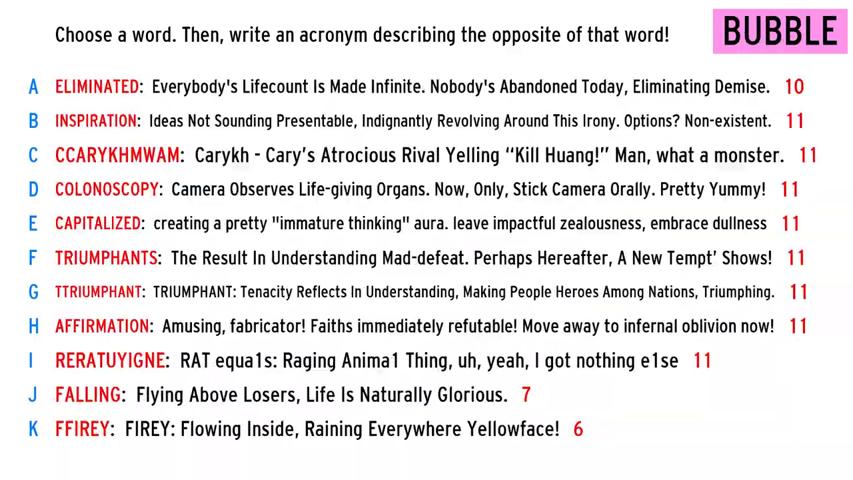 Choose a word. Then, write an acronym describing the opposite of that word!
BUBBLE
A ELIMINATED: Everybody's Lifecount Is Made Infinite. Nobody's Abandoned Today, Eliminating Demise. 10
B INSPIRATION: Ideas Not Sounding Presentable, Indignantly Revolving Around This Irony. Options? Non-existent. 11
C CCARYKHMWAM: Carykh - Cary's Atrocious Rival Yelling “Kill Huang!” Man, what a monster. 11
D COLONOSCOPY: Camera Observes Life-giving Organs. Now, Only, Stick Camera Orally. Pretty Yummy! 11
E CAPITALIZED: creating a pretty "immature thinking" aura. leave impactful zealousness, embrace dullness 11
F TRIUMPHANTS: The Result In Understanding Mad-defeat. Perhaps Hereafter, A New Tempt' Shows! 11
G TTRIUMPHANT: TRIUMPHANT: Tenacity Reflects In Understanding, Making People Heroes Among Nations, Triumphing. 11
H AFFIRMATION: Amusing, fabricator! Faiths immediately refutable! Move away to infernal oblivion now! 11
I RERATUYIGNE: RAT equa1s: Raging Anima1 Thing, uh, yeah, I got nothing e1se 11
J FALLING: Flying Above Losers, Life Is Naturally Glorious. 7
K FFIREY: FIREY: Flowing Inside, Raining Everywhere Yellowface! 6